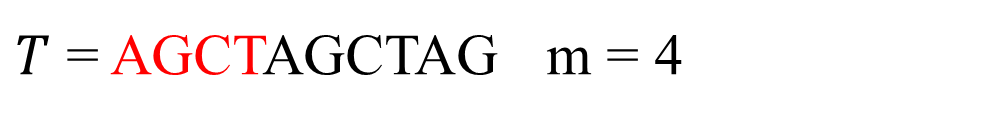 T = AGCTAGCTAG m = 4